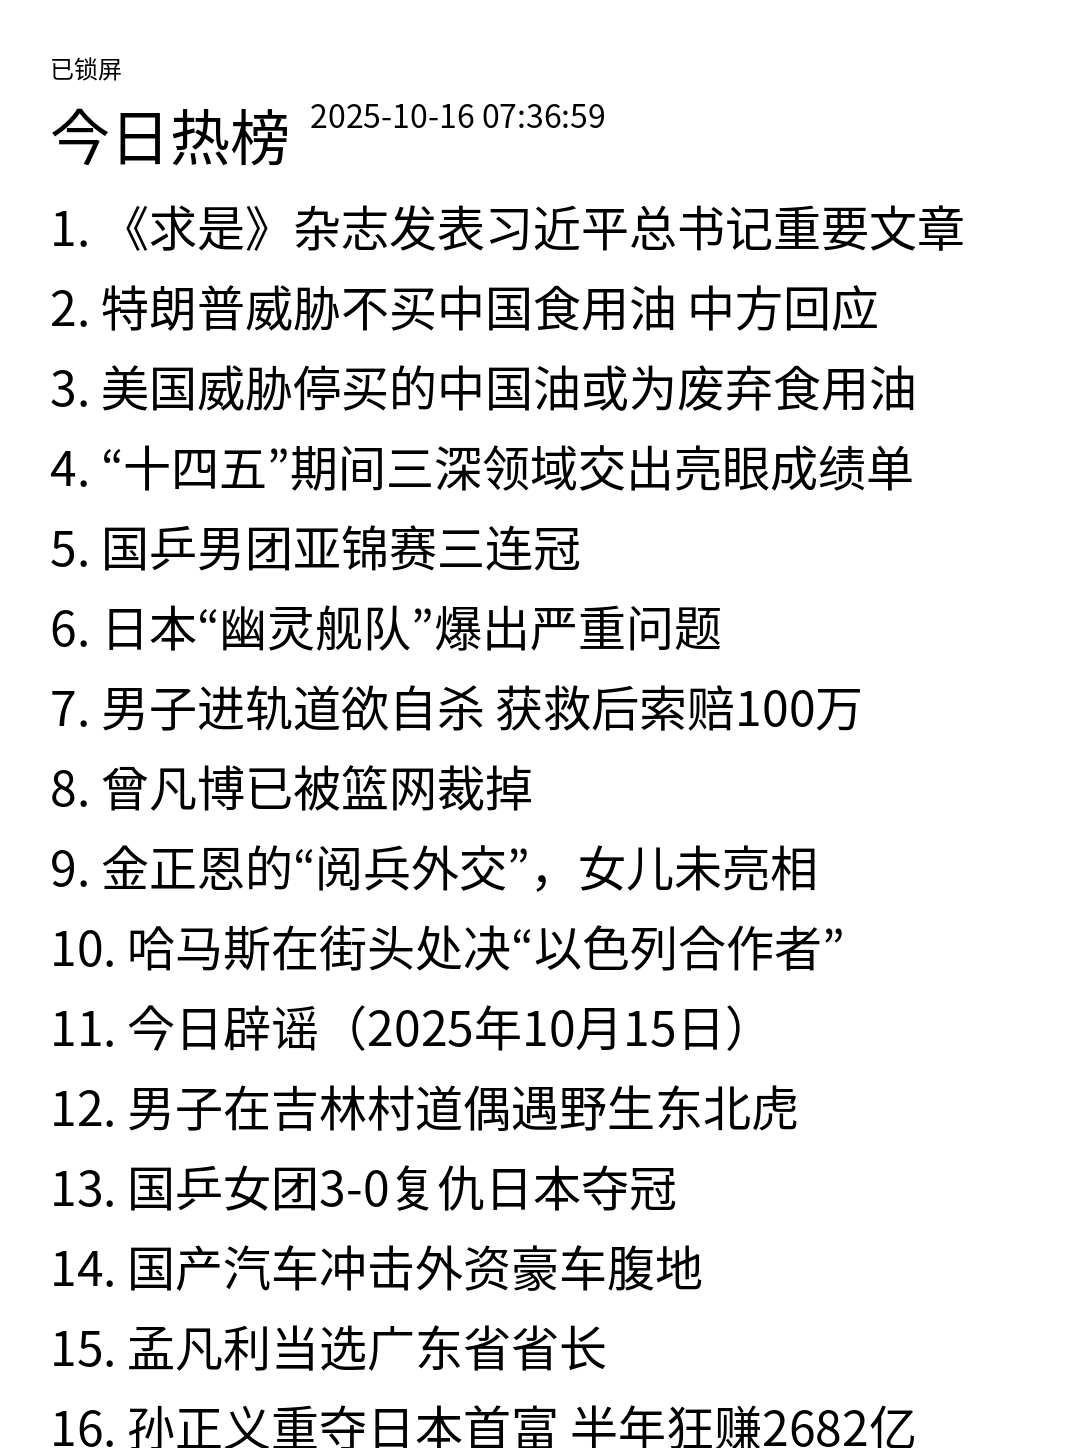 已锁屏
今日热榜 2025-10-16 07:36:59
1. 《求是》杂志发表习近平总书记重要文章
2. 特朗普威胁不买中国食用油 中方回应
3. 美国威胁停买的中国油或为废弃食用油
4. “十四五”期间三深领域交出亮眼成绩单
5. 国乒男团亚锦赛三连冠
6. 日本“幽灵舰队”爆出严重问题
7. 男子进轨道欲自杀 获救后索赔100万
8. 曾凡博已被篮网裁掉
9. 金正恩的“阅兵外交”，女儿未亮相
10. 哈马斯在街头处决“以色列合作者”
11. 今日辟谣（2025年10月15日）
12. 男子在吉林村道偶遇野生东北虎
13. 国乒女团3-0复仇日本夺冠
14. 国产汽车冲击外资豪车腹地
15. 孟凡利当选广东省省长
16. 孙正义重夺日本首富 半年狂赚2682亿